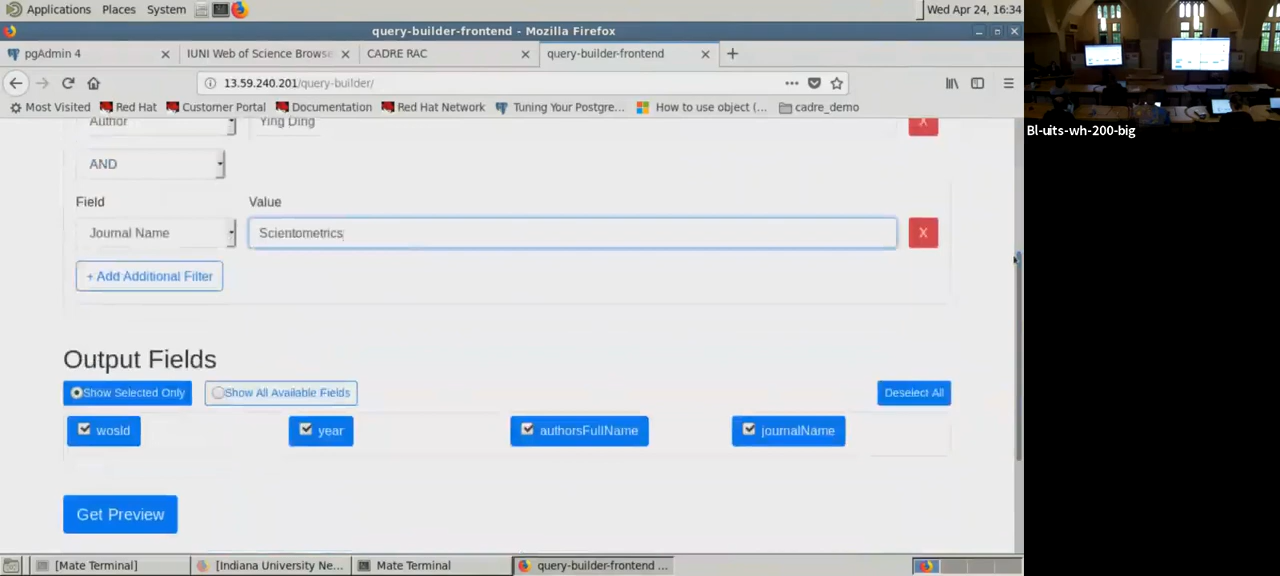 Applications Places System Wed Apr 24, 16:34
query-builder-frontend - Mozilla Firefox
pgAdmin 4 IUNI Web of Science Browse CADRE RAC query-builder-frontend
13.59.240.201/query-builder/
Most Visited Red Hat Customer Portal Documentation Red Hat Network Tuning Your Postgre... How to use object (... cadre_demo
Bl-uits-wh-200-big
Author Ying Ding X
AND
Field Value
Journal Name Scientometrics X
+ Add Additional Filter
Output Fields
Show Selected Only Show All Available Fields Deselect All
wosId year authorsFullName journalName
Get Preview
[Mate Terminal] [Indiana University Ne... Mate Terminal query-builder-frontend ...